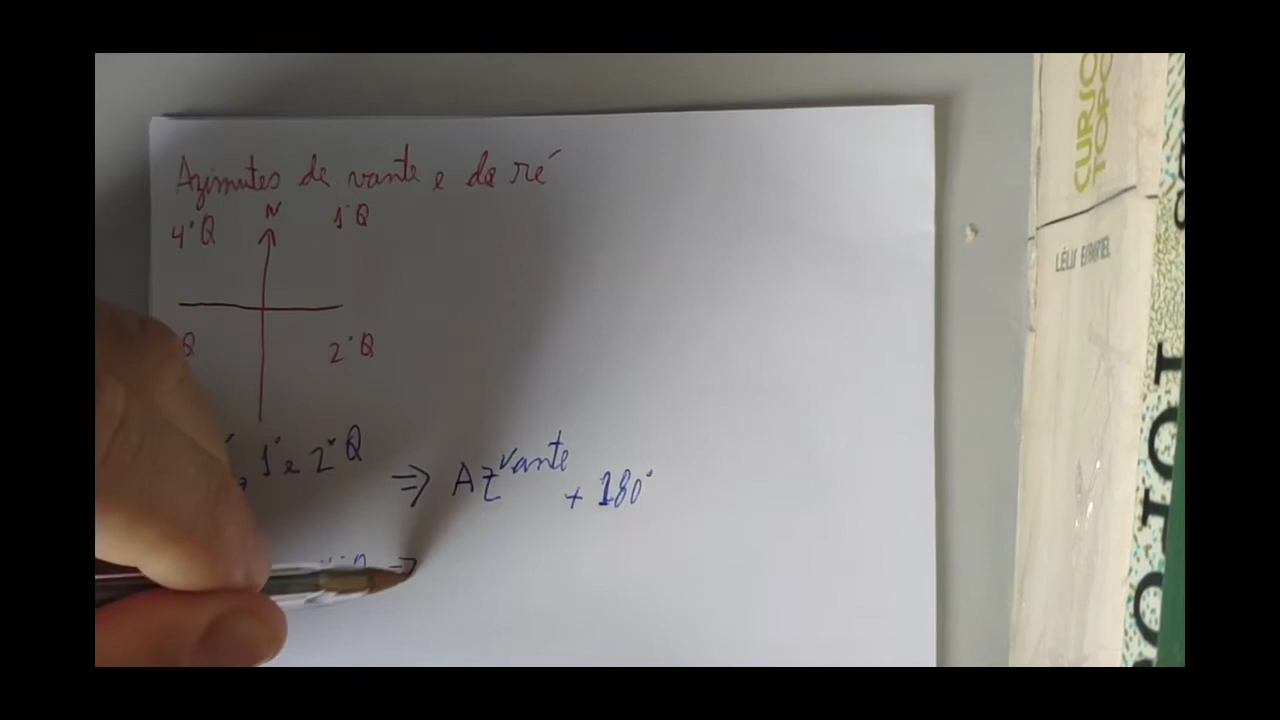 Azimutes de vante e de ré
N
4° Q
1° Q
Q
2° Q
1° e 2° Q ⇒ Az vante + 180°
CURSO
TOPO
LÉLIS ESPARTEL